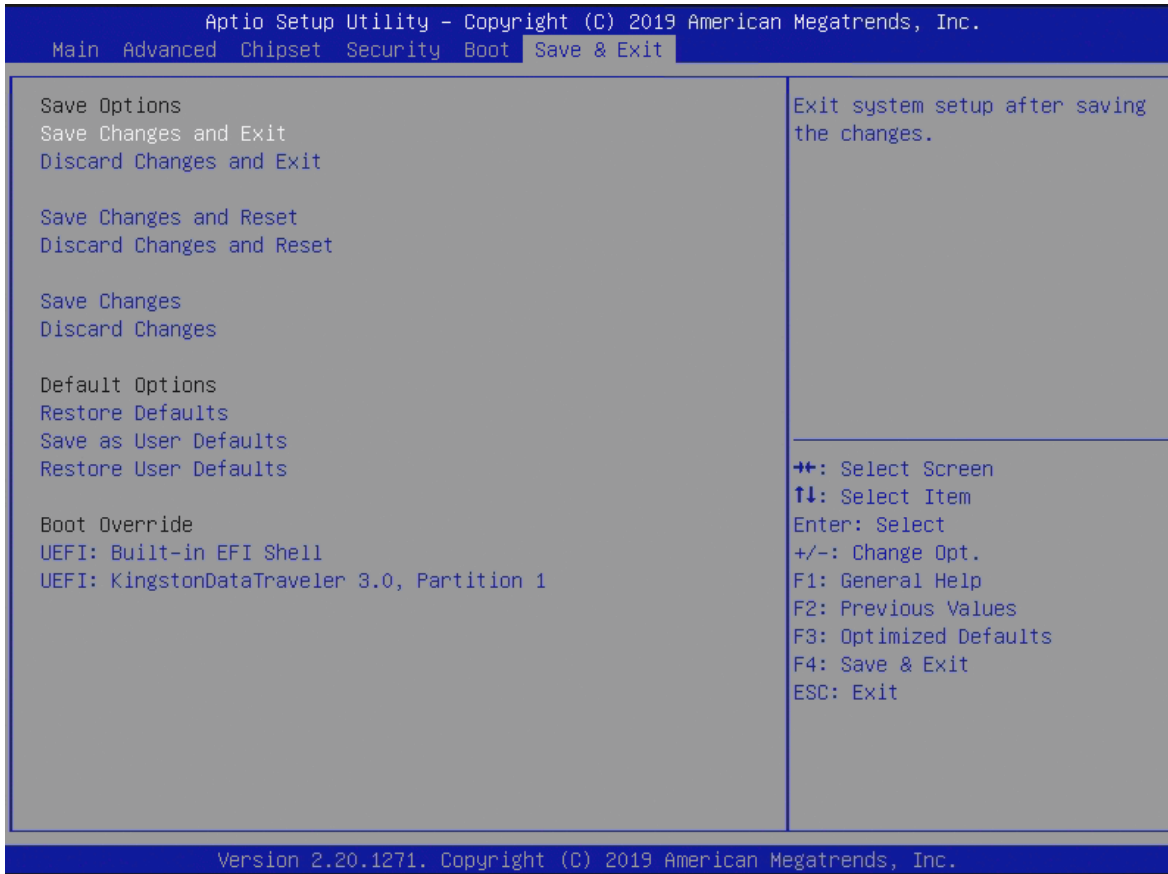 Aptio Setup Utility – Copyright (C) 2019 American Megatrends, Inc.
Main Advanced Chipset Security Boot Save & Exit
Save Options
Save Changes and Exit
Discard Changes and Exit
Save Changes and Reset
Discard Changes and Reset
Save Changes
Discard Changes
Default Options
Restore Defaults
Save as User Defaults
Restore User Defaults
Boot Override
UEFI: Built-in EFI Shell
UEFI: KingstonDataTraveler 3.0, Partition 1
Exit system setup after saving
the changes.
→←: Select Screen
↑↓: Select Item
Enter: Select
+/-: Change Opt.
F1: General Help
F2: Previous Values
F3: Optimized Defaults
F4: Save & Exit
ESC: Exit
Version 2.20.1271. Copyright (C) 2019 American Megatrends, Inc.